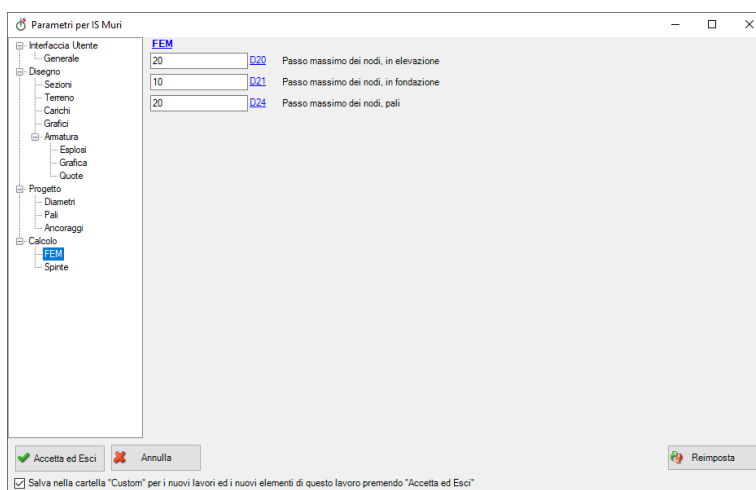 Parametri per IS Muri
Interfaccia Utente
Generale
Disegno
Sezioni
Terreno
Carichi
Grafici
Armatura
Esplosi
Grafica
Quote
Progetto
Diametri
Pali
Ancoraggi
Calcolo
FEM
Spinte
FEM
20 D20 Passo massimo dei nodi, in elevazione
10 D21 Passo massimo dei nodi, in fondazione
20 D24 Passo massimo dei nodi, pali
Accetta ed Esci Annulla Reimposta
Salva nella cartella "Custom" per i nuovi lavori ed i nuovi elementi di questo lavoro premendo "Accetta ed Esci"